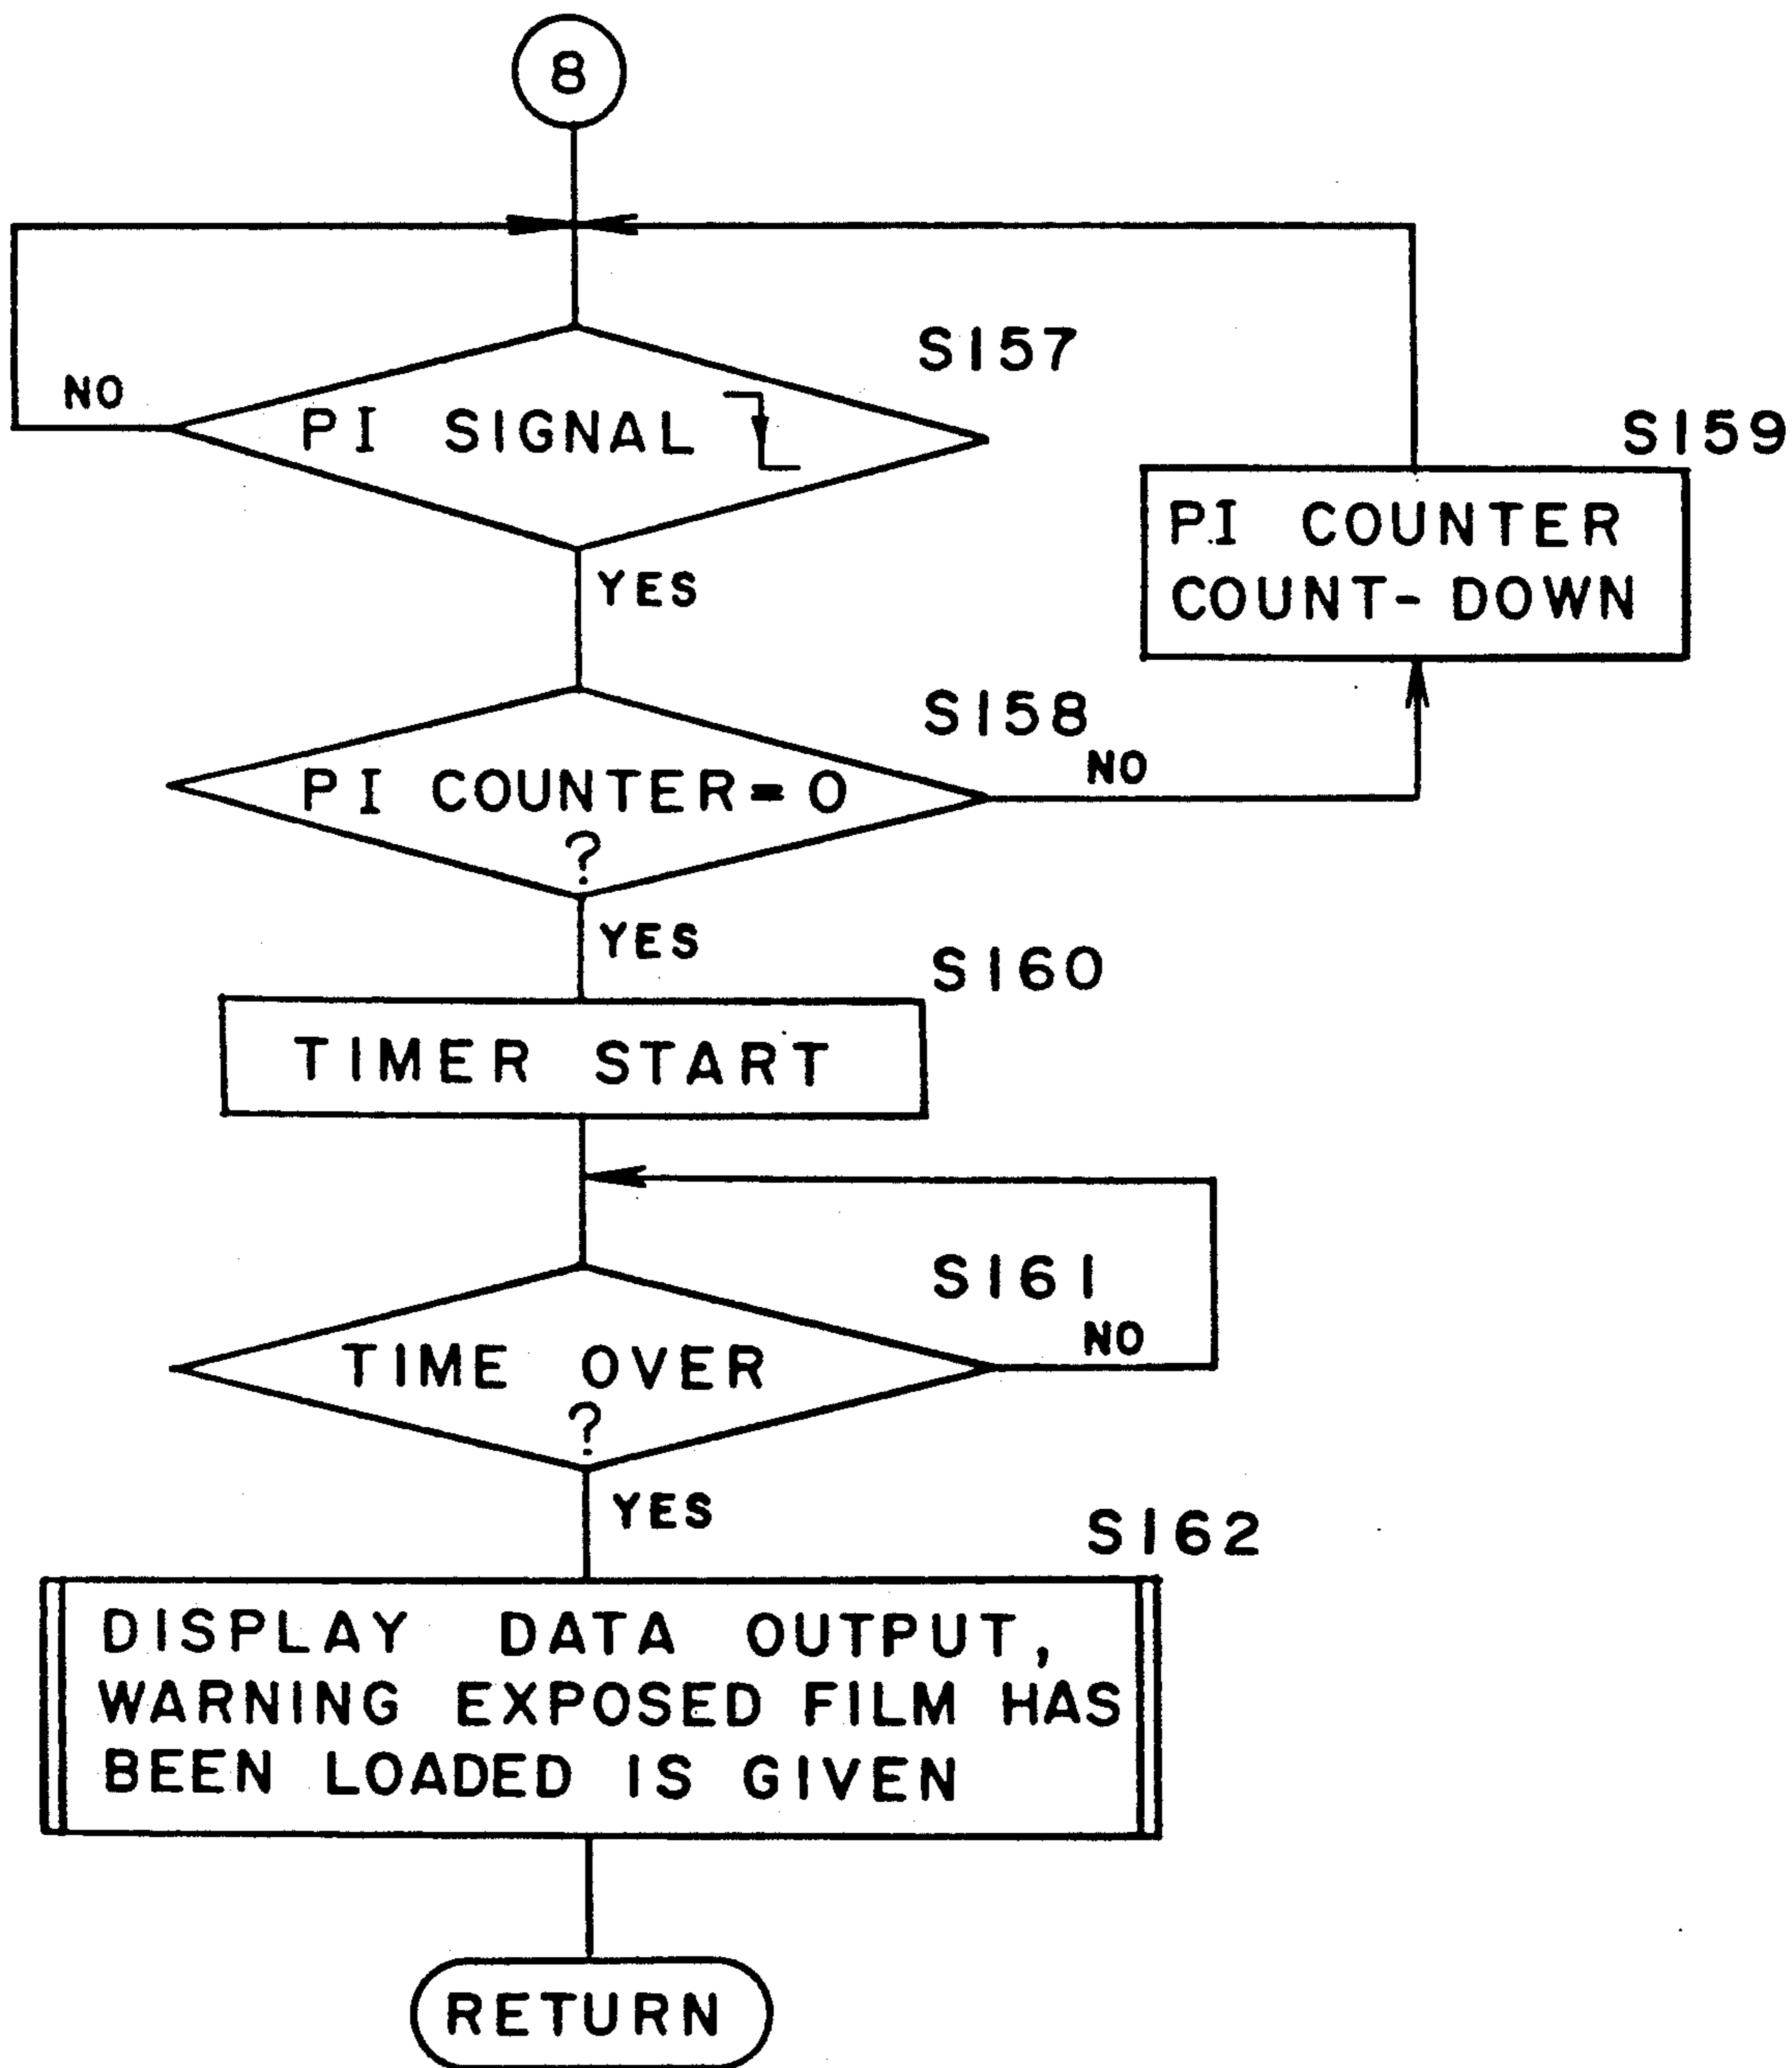 8
S157
NO
PI SIGNAL
S159
PI COUNTER
COUNT-DOWN
YES
S158
NO
PI COUNTER=0
?
YES
S160
TIMER START
S161
NO
TIME OVER
?
YES
S162
DISPLAY DATA OUTPUT,
WARNING EXPOSED FILM HAS
BEEN LOADED IS GIVEN
RETURN